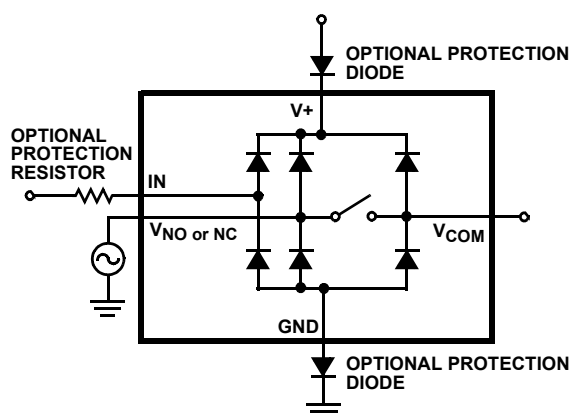 OPTIONAL PROTECTION
DIODE
V+
OPTIONAL
PROTECTION
RESISTOR
IN
VNO or NC
VCOM
GND
OPTIONAL PROTECTION
DIODE